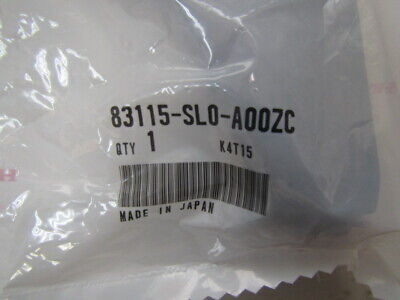 83115-SL0-A00ZC
QTY 1 K4T15
MADE IN JAPAN